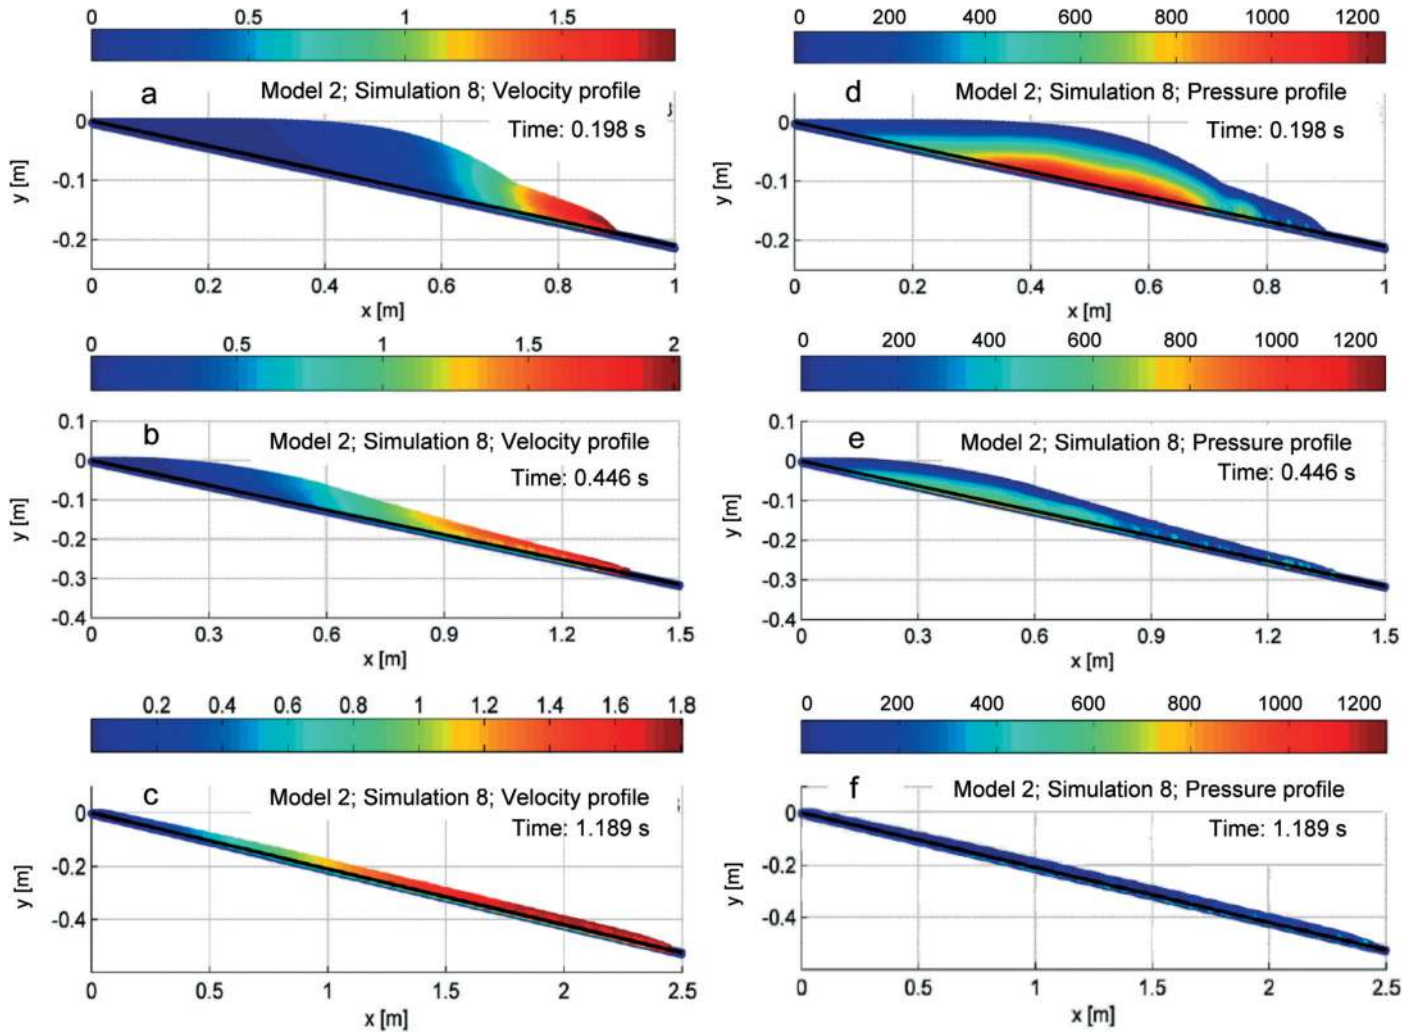 0 0.5 1 1.5
a Model 2; Simulation 8; Velocity profile
Time: 0.198 s
0
-0.1
-0.2
y [m]
0 0.2 0.4 0.6 0.8 1
x [m]
0 200 400 600 800 1000 1200
d Model 2; Simulation 8; Pressure profile
Time: 0.198 s
0
-0.1
-0.2
y [m]
0 0.2 0.4 0.6 0.8 1
x [m]
0 0.5 1 1.5 2
0.1
b Model 2; Simulation 8; Velocity profile
Time: 0.446 s
0
-0.1
-0.2
-0.3
-0.4
y [m]
0 0.3 0.6 0.9 1.2 1.5
x [m]
0 200 400 600 800 1000 1200
0.1
e Model 2; Simulation 8; Pressure profile
Time: 0.446 s
0
-0.1
-0.2
-0.3
-0.4
y [m]
0 0.3 0.6 0.9 1.2 1.5
x [m]
0.2 0.4 0.6 0.8 1 1.2 1.4 1.6 1.8
c Model 2; Simulation 8; Velocity profile
Time: 1.189 s
0
-0.2
-0.4
y [m]
0 0.5 1 1.5 2 2.5
x [m]
0 200 400 600 800 1000 1200
f Model 2; Simulation 8; Pressure profile
Time: 1.189 s
0
-0.2
-0.4
y [m]
0 0.5 1 1.5 2 2.5
x [m]